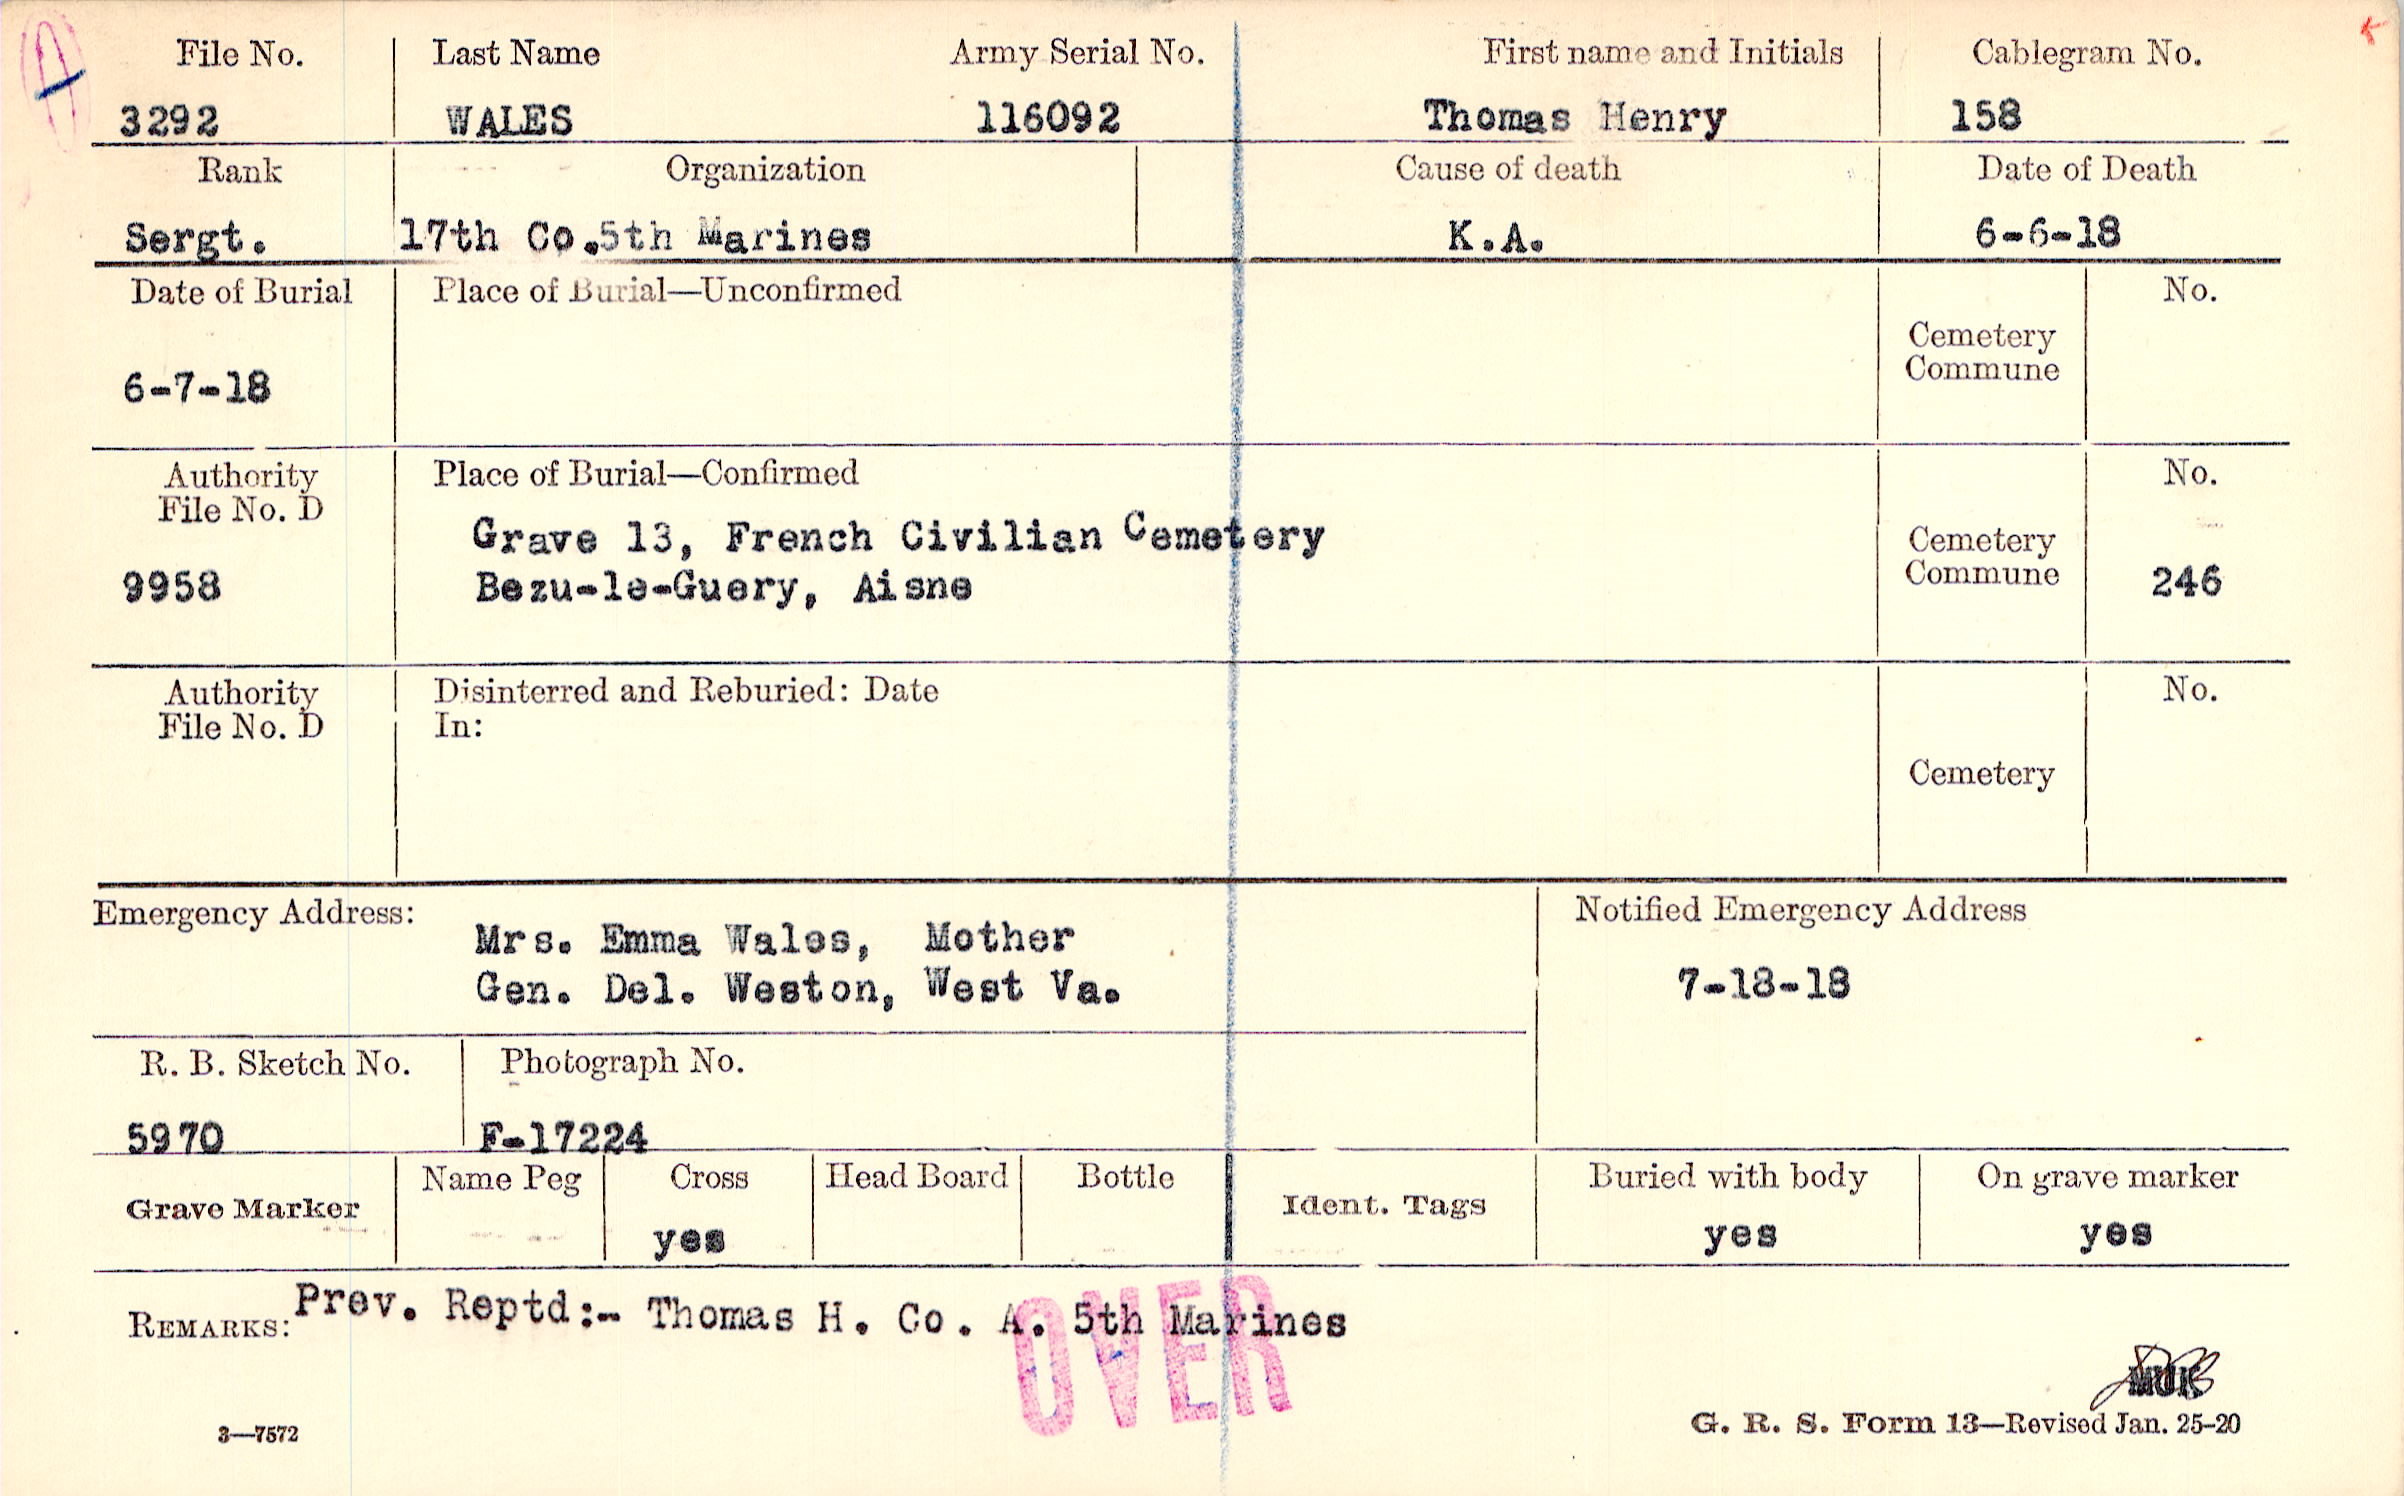 File No. Last Name Army Serial No. First name and Initials Cablegram No.
3292 WALES 116092 Thomas Henry 158
Rank Organization Cause of death Date of Death
Sergt. 17th Co.5th Marines K.A. 6-6-18
Date of Burial Place of Burial—Unconfirmed No.
Cemetery
Commune
6-7-18
Authority Place of Burial—Confirmed No.
File No. D
Grave 13, French Civilian Cemetery Cemetery
9958 Bezu-le-Guery, Aisne Commune 246
Authority Disinterred and Reburied: Date No.
File No. D In:
Cemetery
Emergency Address: Notified Emergency Address
Mrs. Emma Wales, Mother
Gen. Del. Weston, West Va. 7-18-18
R. B. Sketch No. Photograph No.
5970 F-17224
Grave Marker Name Peg Cross Head Board Bottle Ident. Tags Buried with body On grave marker
yes yes yes
REMARKS: Prev. Reptd:-- Thomas H. Co. A. 5th Marines
OVER
3—7572 G. R. S. Form 13—Revised Jan. 25-20